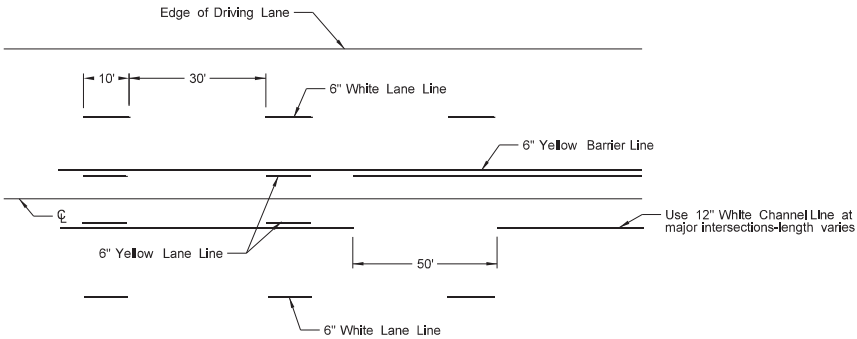 Edge of Driving Lane
10'
30'
6" White Lane Line
6" Yellow Barrier Line
℄
Use 12" White Channel Line at
major intersections-length varies
6" Yellow Lane Line
50'
6" White Lane Line